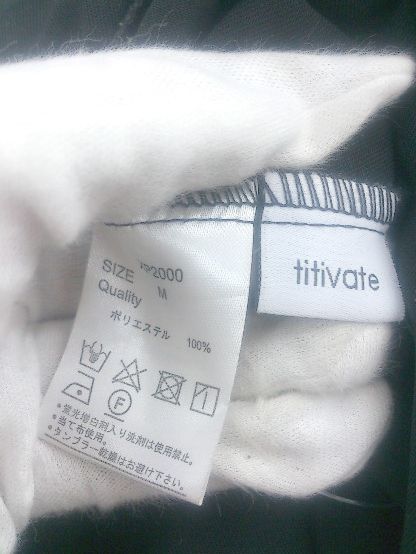 titivate
2000
SIZE M
Quality
ポリエステル 100%
F
●蛍光増白剤入り洗剤は使用禁止。
●当て布使用。
●タンブラー乾燥はお避け下さい。